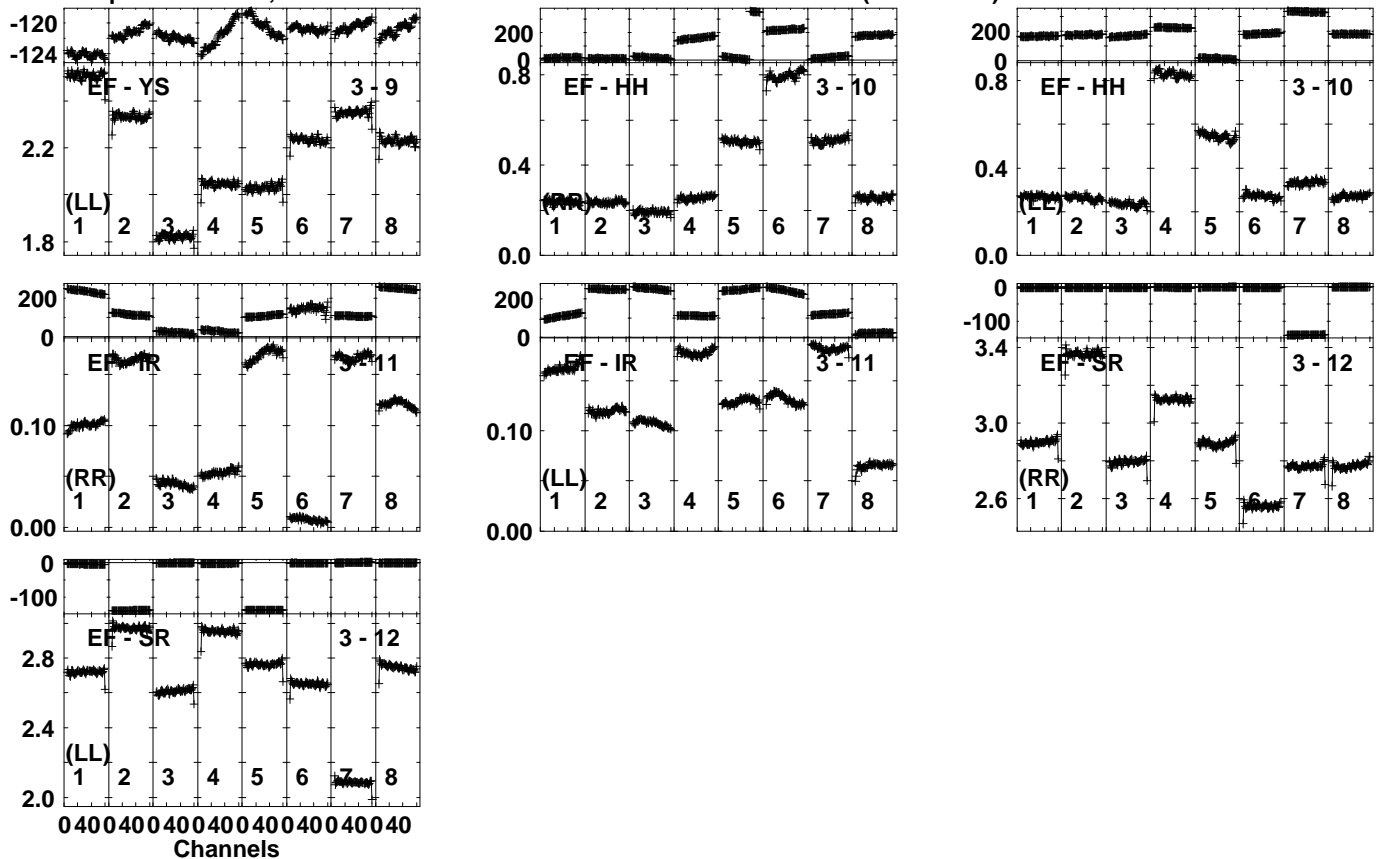 -120
-124
EF - YS 3 - 9
2.2
(LL)
1 2 3 4 5 6 7 8
1.8
200
0
0.8
EF - HH 3 - 10
0.4
(RR)
1 2 3 4 5 6 7 8
0.0
200
0
0.8
EF - HH 3 - 10
0.4
(LL)
1 2 3 4 5 6 7 8
0.0
200
0
EF - IR 3 - 11
0.10
(RR)
1 2 3 4 5 6 7 8
0.00
200
0
EF - IR 3 - 11
0.10
(LL)
1 2 3 4 5 6 7 8
0.00
0
-100
3.4
EF - SR 3 - 12
3.0
(RR)
1 2 3 4 5 6 7 8
2.6
0
-100
EF - SR 3 - 12
2.8
2.4
(LL)
1 2 3 4 5 6 7 8
2.0
0 40 0 40 0 40 0 40 0 40 0 40 0 40 0 40
Channels